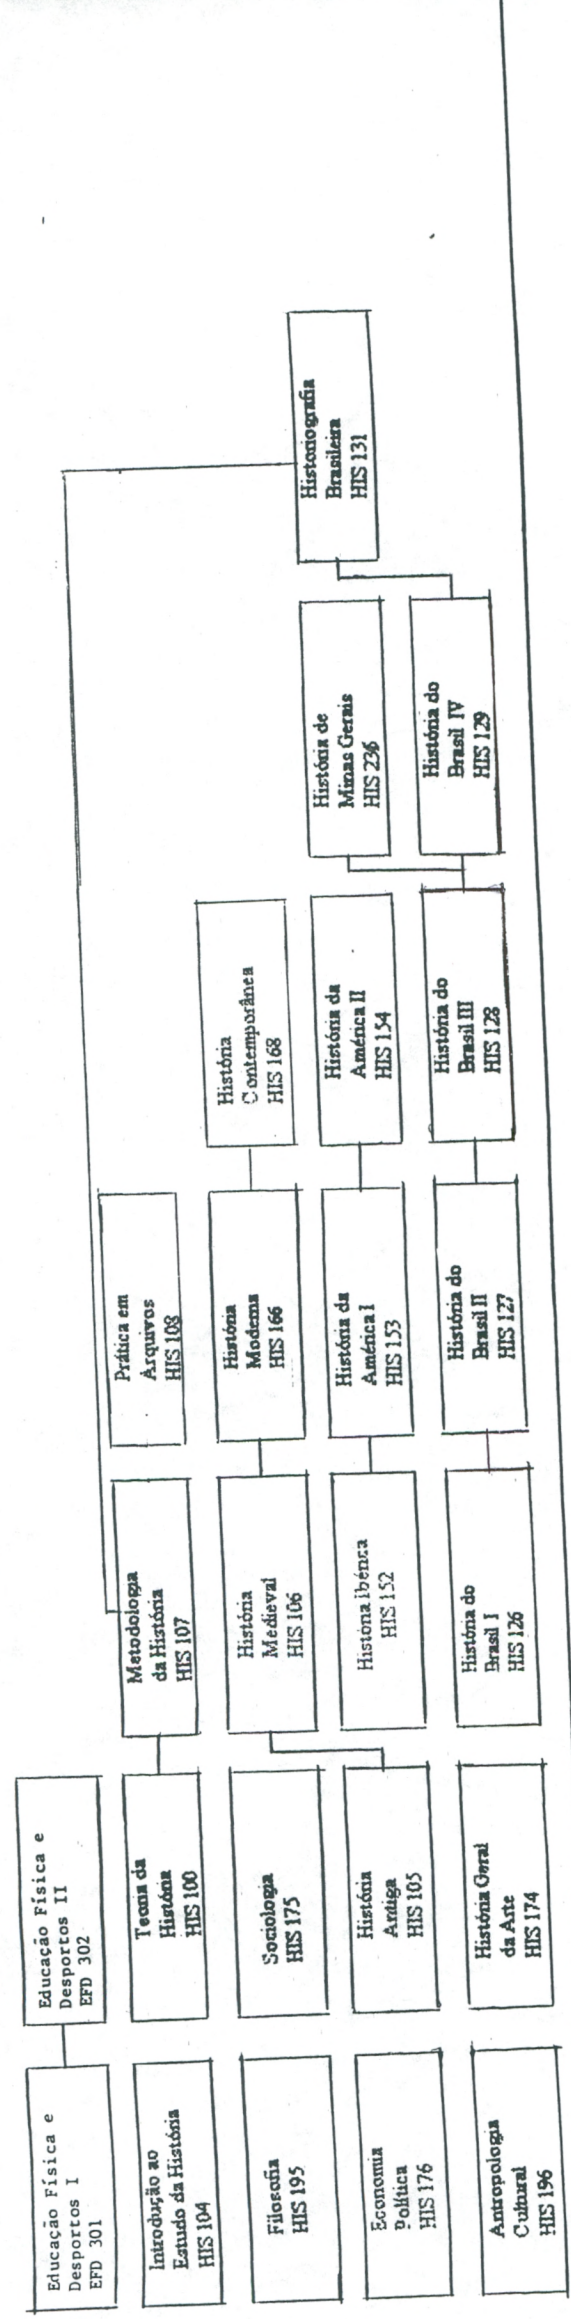 Educação Física e
Desportos I
EFD 301
Introdução ao
Estudo da História
HIS 104
Filosofia
HIS 195
Economia
Política
HIS 176
Antropologia
Cultural
HIS 196
Educação Física e
Desportos II
EFD 302
Teoria da
História
HIS 100
Sociologia
HIS 175
História
Antiga
HIS 105
História Geral
da Arte
HIS 174
Metodologia
da História
HIS 107
História
Medieval
HIS 106
História Ibérica
HIS 152
História do
Brasil I
HIS 126
Prática em
Arquivos
HIS 108
História
Moderna
HIS 166
História da
América I
HIS 153
História do
Brasil II
HIS 127
História
Contemporânea
HIS 168
História da
América II
HIS 154
História do
Brasil III
HIS 128
História de
Minas Gerais
HIS 236
História do
Brasil IV
HIS 129
Historiografia
Brasileira
HIS 131